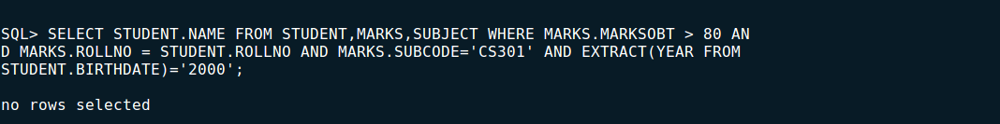 SQL> SELECT STUDENT.NAME FROM STUDENT,MARKS,SUBJECT WHERE MARKS.MARKSOBT > 80 AN
D MARKS.ROLLNO = STUDENT.ROLLNO AND MARKS.SUBCODE='CS301' AND EXTRACT(YEAR FROM
STUDENT.BIRTHDATE)='2000';
no rows selected